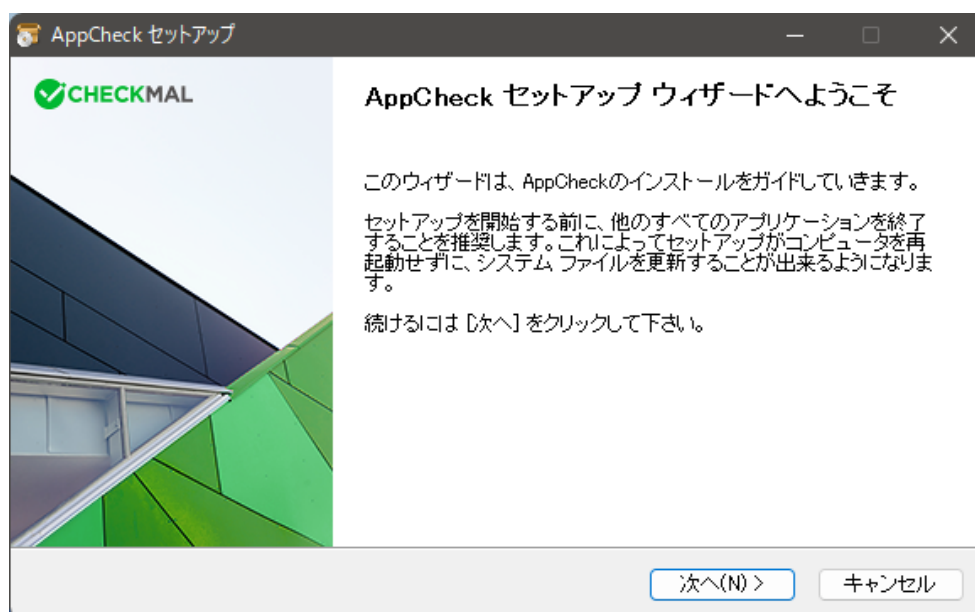 AppCheck セットアップ
CHECKMAL
AppCheck セットアップ ウィザードへようこそ
このウィザードは、AppCheckのインストールをガイドしていきます。
セットアップを開始する前に、他のすべてのアプリケーションを終了
することを推奨します。これによってセットアップがコンピュータを再
起動せずに、システム ファイルを更新することが出来るようになりま
す。
続けるには [次へ] をクリックして下さい。
次へ(N) >
キャンセル